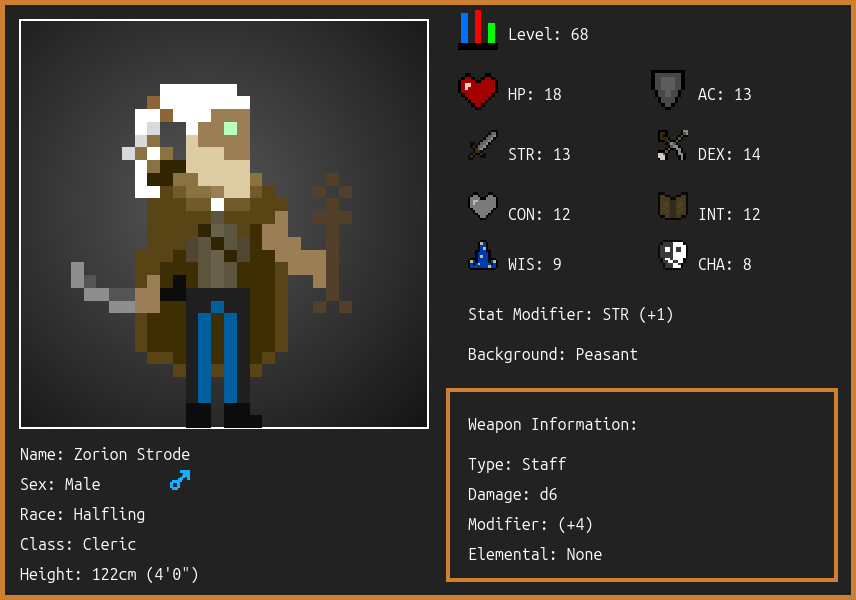 Level: 68
HP: 18
AC: 13
STR: 13
DEX: 14
CON: 12
INT: 12
WIS: 9
CHA: 8
Stat Modifier: STR (+1)
Background: Peasant
Weapon Information:
Type: Staff
Damage: d6
Modifier: (+4)
Elemental: None
Name: Zorion Strode
Sex: Male
Race: Halfling
Class: Cleric
Height: 122cm (4'0")